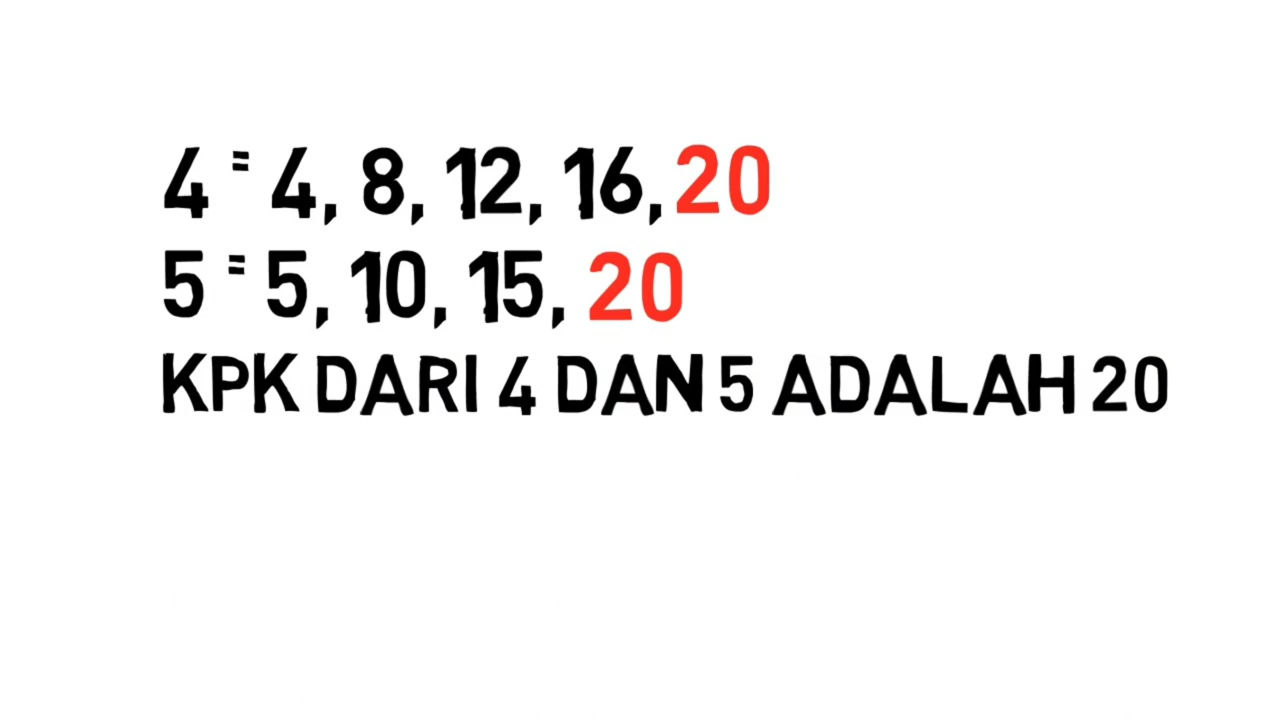 4 = 4, 8, 12, 16, 20
5 = 5, 10, 15, 20
KPK DARI 4 DAN 5 ADALAH 20